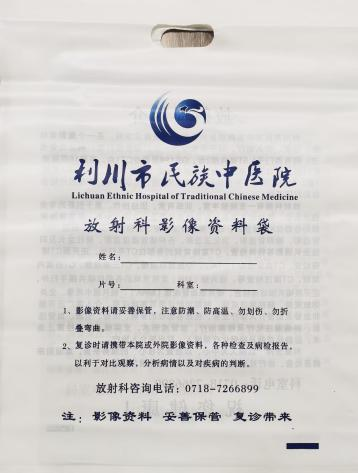 利川市民族中医院
Lichuan Ethnic Hospital of Traditional Chinese Medicine
放射科影像资料袋
姓名：
片号： 科室：
1、影像资料请妥善保管，注意防潮、防高温、勿划伤、勿折
叠弯曲。
2、复诊时请携带本院或外院影像资料，各种检查及病检报告，
以利于对比观察，分析病情以及对疾病的判断。
放射科咨询电话：0718-7266899
注：影像资料 妥善保管 复诊带来